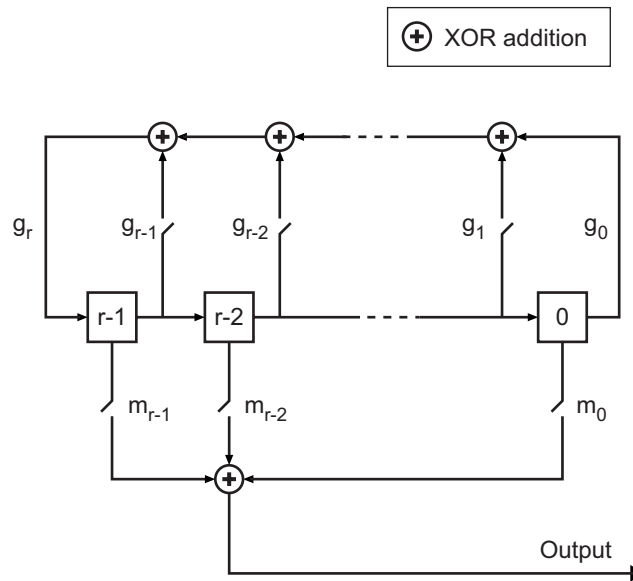 XOR addition
g_r
g_{r-1}
g_{r-2}
g_1
g_0
r-1
r-2
0
m_{r-1}
m_{r-2}
m_0
Output